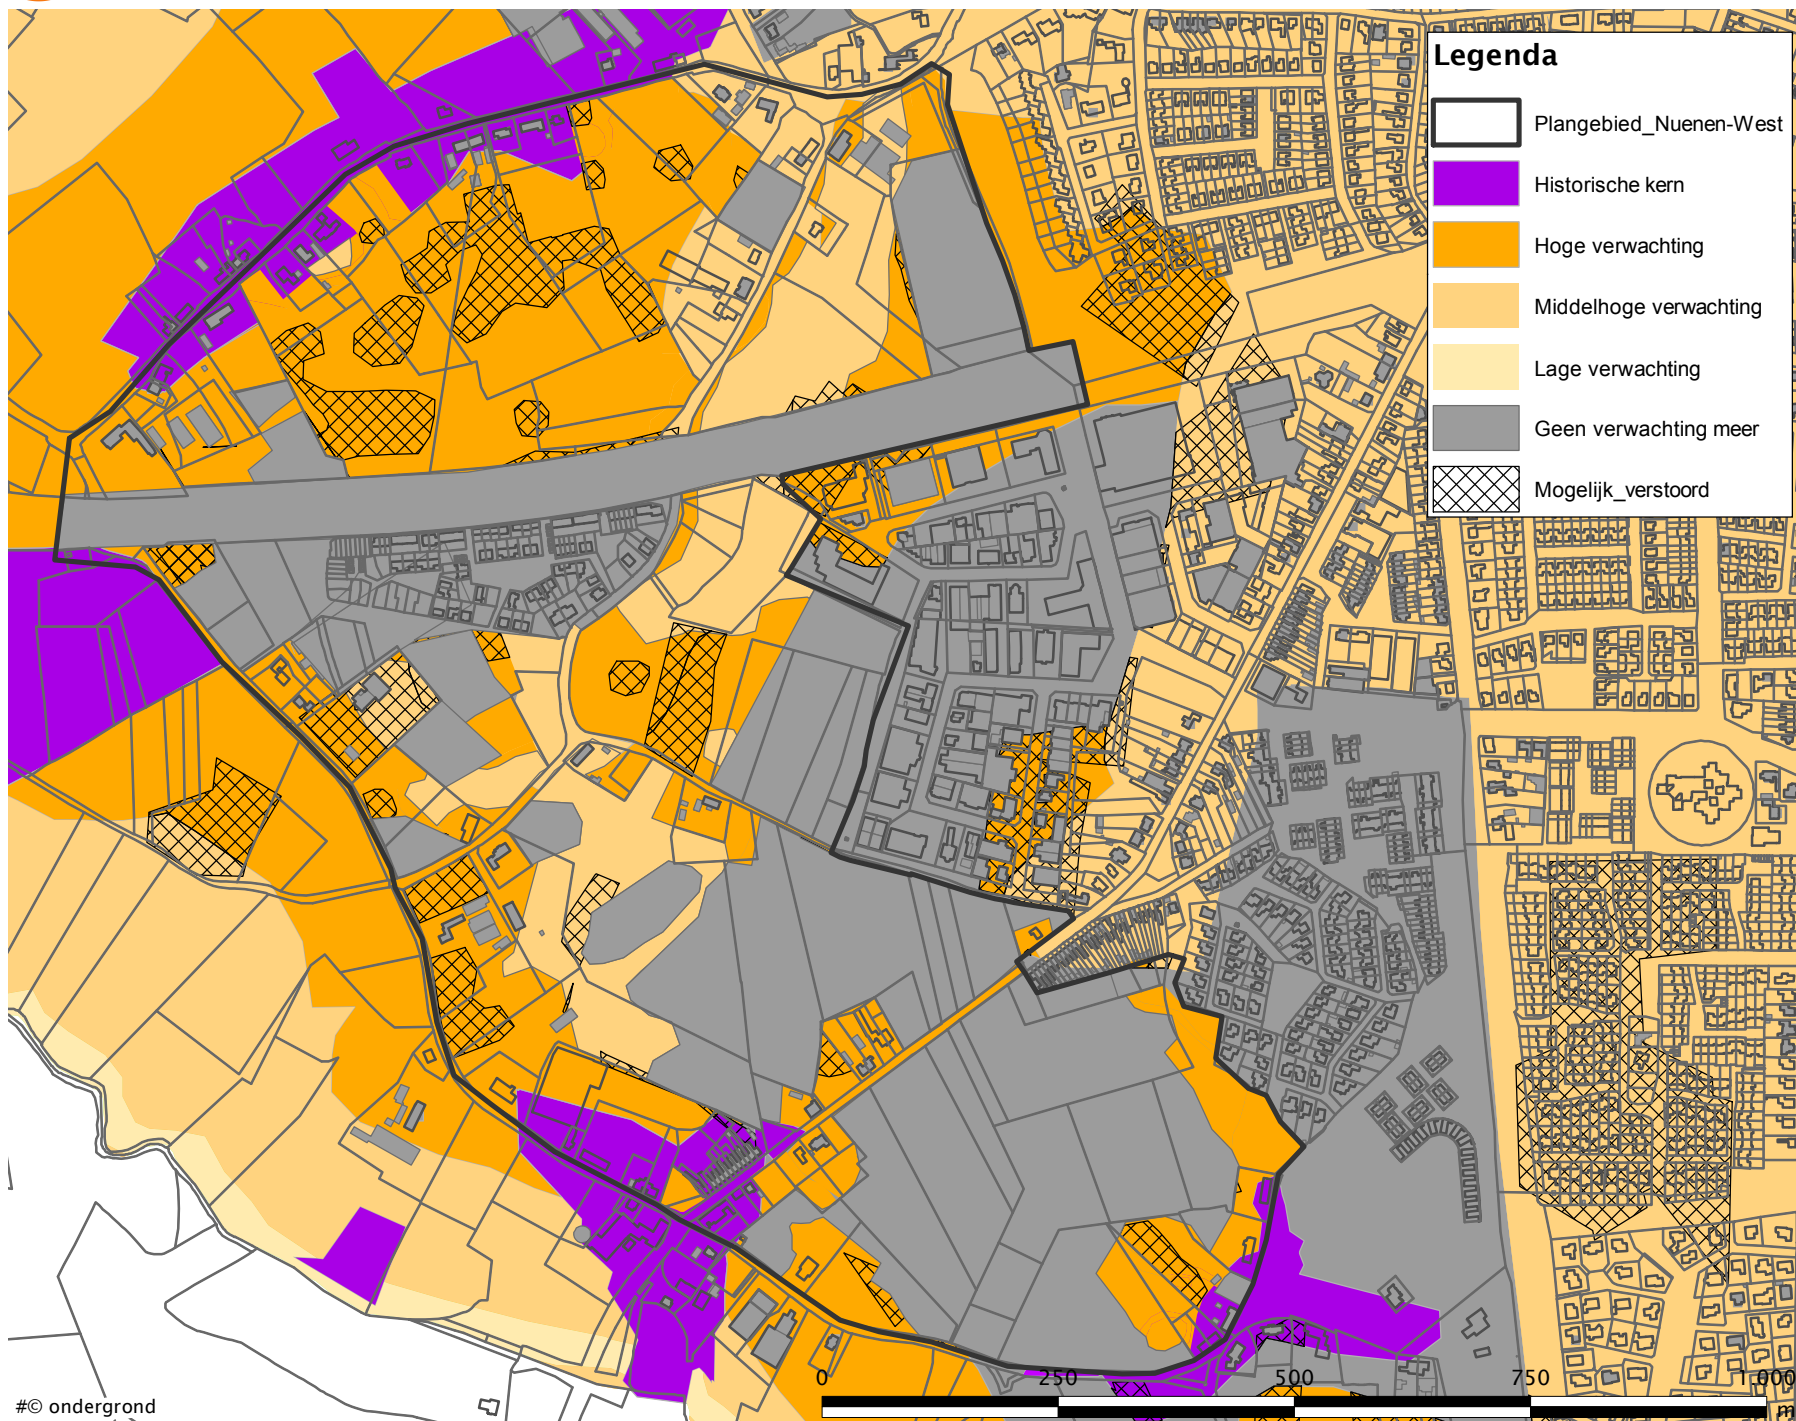 Legenda
Plangebied_Nuenen-West
Historische kern
Hoge verwachting
Middelhoge verwachting
Lage verwachting
Geen verwachting meer
Mogelijk_verstoord
0 250 500 750 1.000
m
#© ondergrond